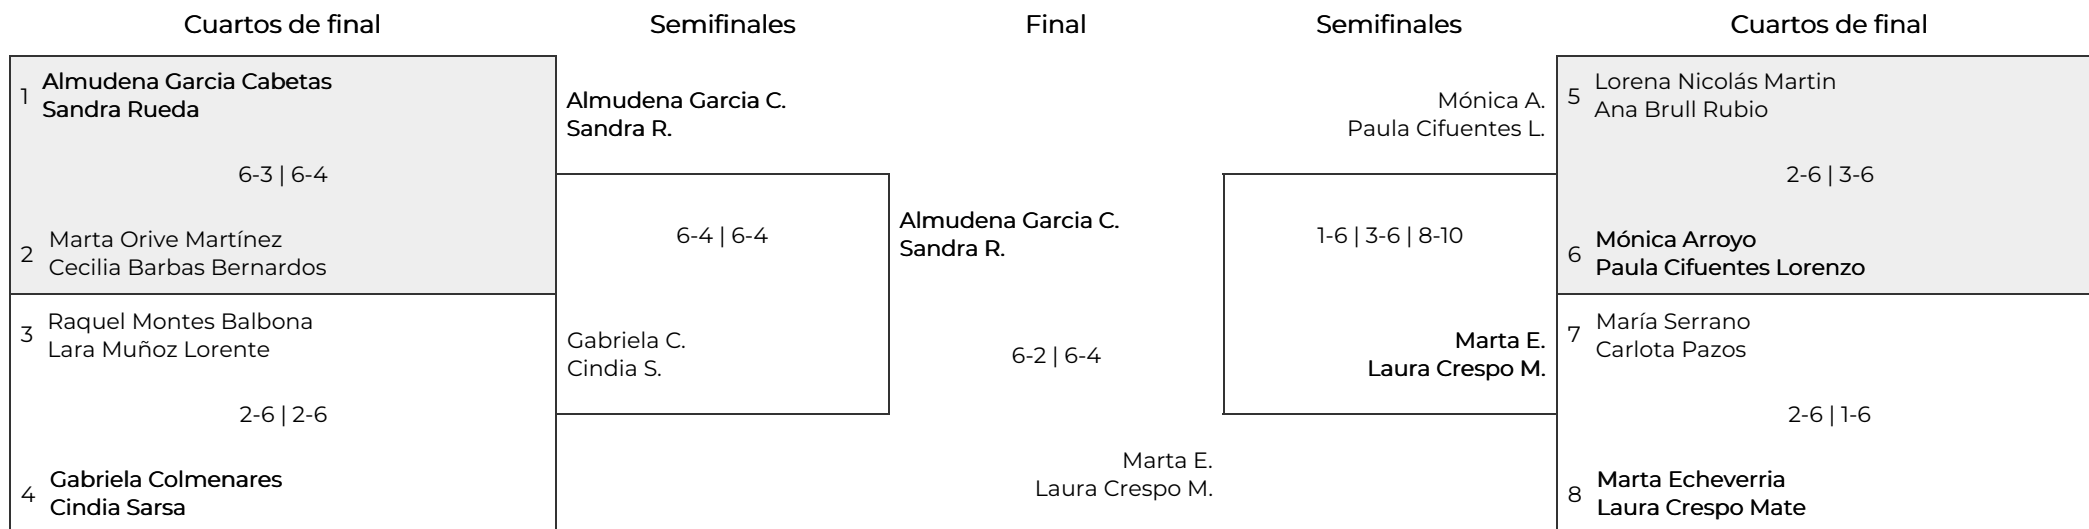 Cuartos de final
Semifinales
Final
Semifinales
Cuartos de final
1
Almudena Garcia Cabetas
Sandra Rueda
6-3 | 6-4
2
Marta Orive Martínez
Cecilia Barbas Bernardos
3
Raquel Montes Balbona
Lara Muñoz Lorente
2-6 | 2-6
4
Gabriela Colmenares
Cindia Sarsa
Almudena Garcia C.
Sandra R.
6-4 | 6-4
Gabriela C.
Cindia S.
Almudena Garcia C.
Sandra R.
6-2 | 6-4
Marta E.
Laura Crespo M.
Mónica A.
Paula Cifuentes L.
1-6 | 3-6 | 8-10
Marta E.
Laura Crespo M.
5
Lorena Nicolás Martin
Ana Brull Rubio
2-6 | 3-6
6
Mónica Arroyo
Paula Cifuentes Lorenzo
7
María Serrano
Carlota Pazos
2-6 | 1-6
8
Marta Echeverria
Laura Crespo Mate